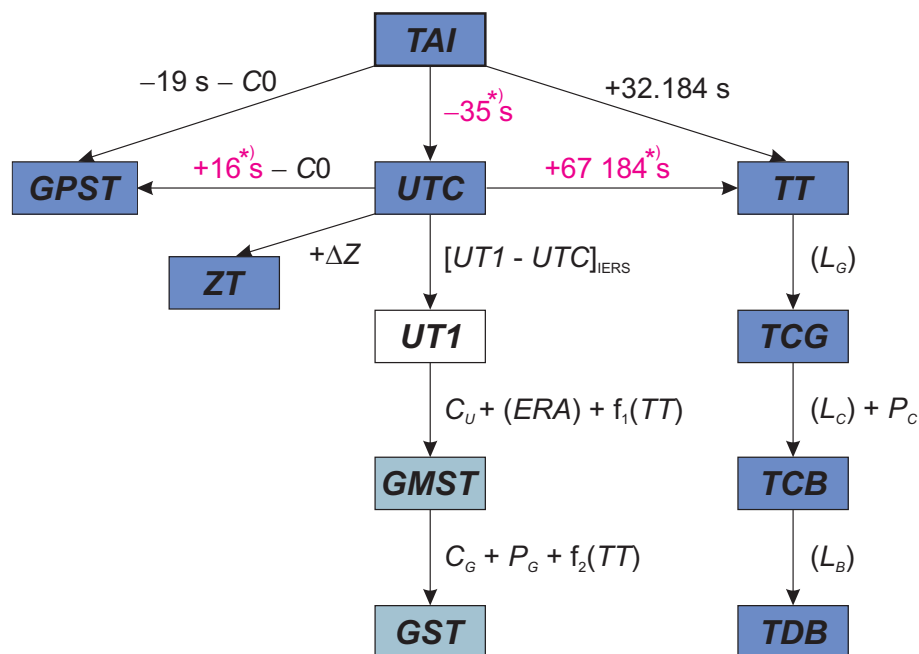 TAI
–19 s – C0
–35*) s
+32.184 s
GPST
+16*) s – C0
UTC
+67 184*) s
TT
ZT
+ΔZ
[UT1 - UTC]IERS
(LG)
UT1
TCG
CU + (ERA) + f1(TT)
(LC) + PC
GMST
TCB
CG + PG + f2(TT)
(LB)
GST
TDB